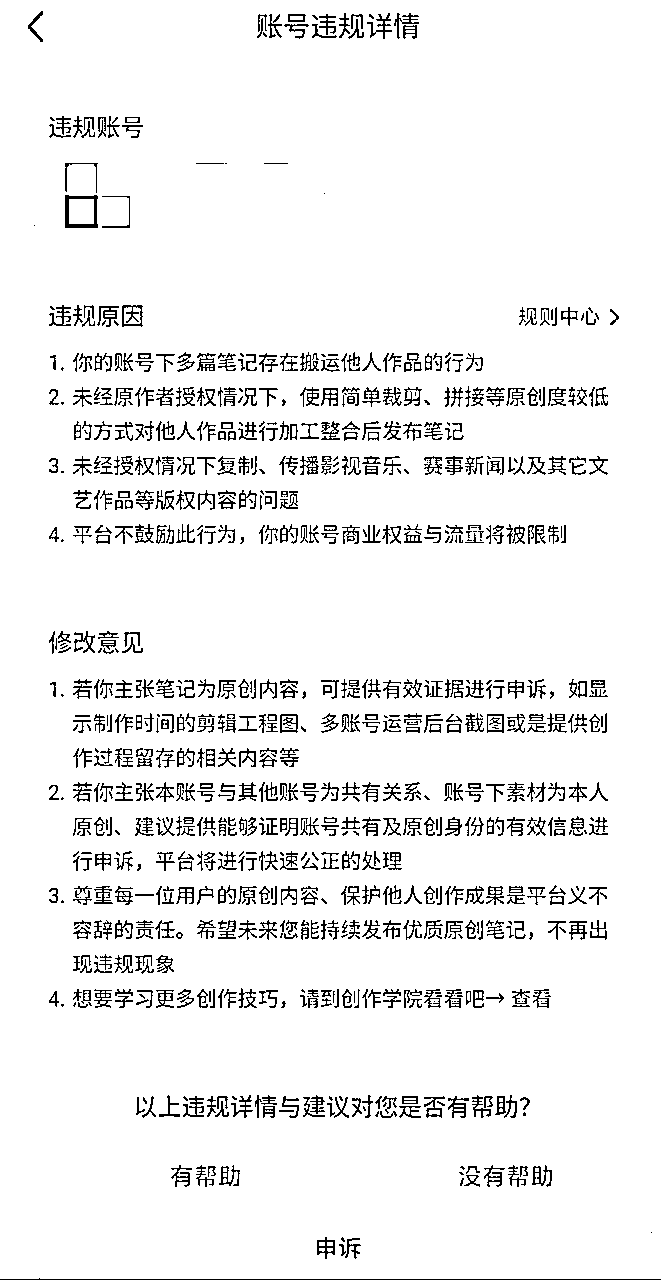 账号违规详情
违规账号
违规原因
规则中心
1. 你的账号下多篇笔记存在搬运他人作品的行为
2. 未经原作者授权情况下，使用简单裁剪、拼接等原创度较低
的方式对他人作品进行加工整合后发布笔记
3. 未经授权情况下复制、传播影视音乐、赛事新闻以及其它文
艺作品等版权内容的问题
4. 平台不鼓励此行为，你的账号商业权益与流量将被限制
修改意见
1. 若你主张笔记为原创内容，可提供有效证据进行申诉，如显
示制作时间的剪辑工程图、多账号运营后台截图或是提供创
作过程留存的相关内容等
2. 若你主张本账号与其他账号为共有关系、账号下素材为本人
原创、建议提供能够证明账号共有及原创身份的有效信息进
行申诉，平台将进行快速公正的处理
3. 尊重每一位用户的原创内容、保护他人创作成果是平台义不
容辞的责任。希望未来您能持续发布优质原创笔记，不再出
现违规现象
4. 想要学习更多创作技巧，请到创作学院看看吧→ 查看
以上违规详情与建议对您是否有帮助？
有帮助
没有帮助
申诉